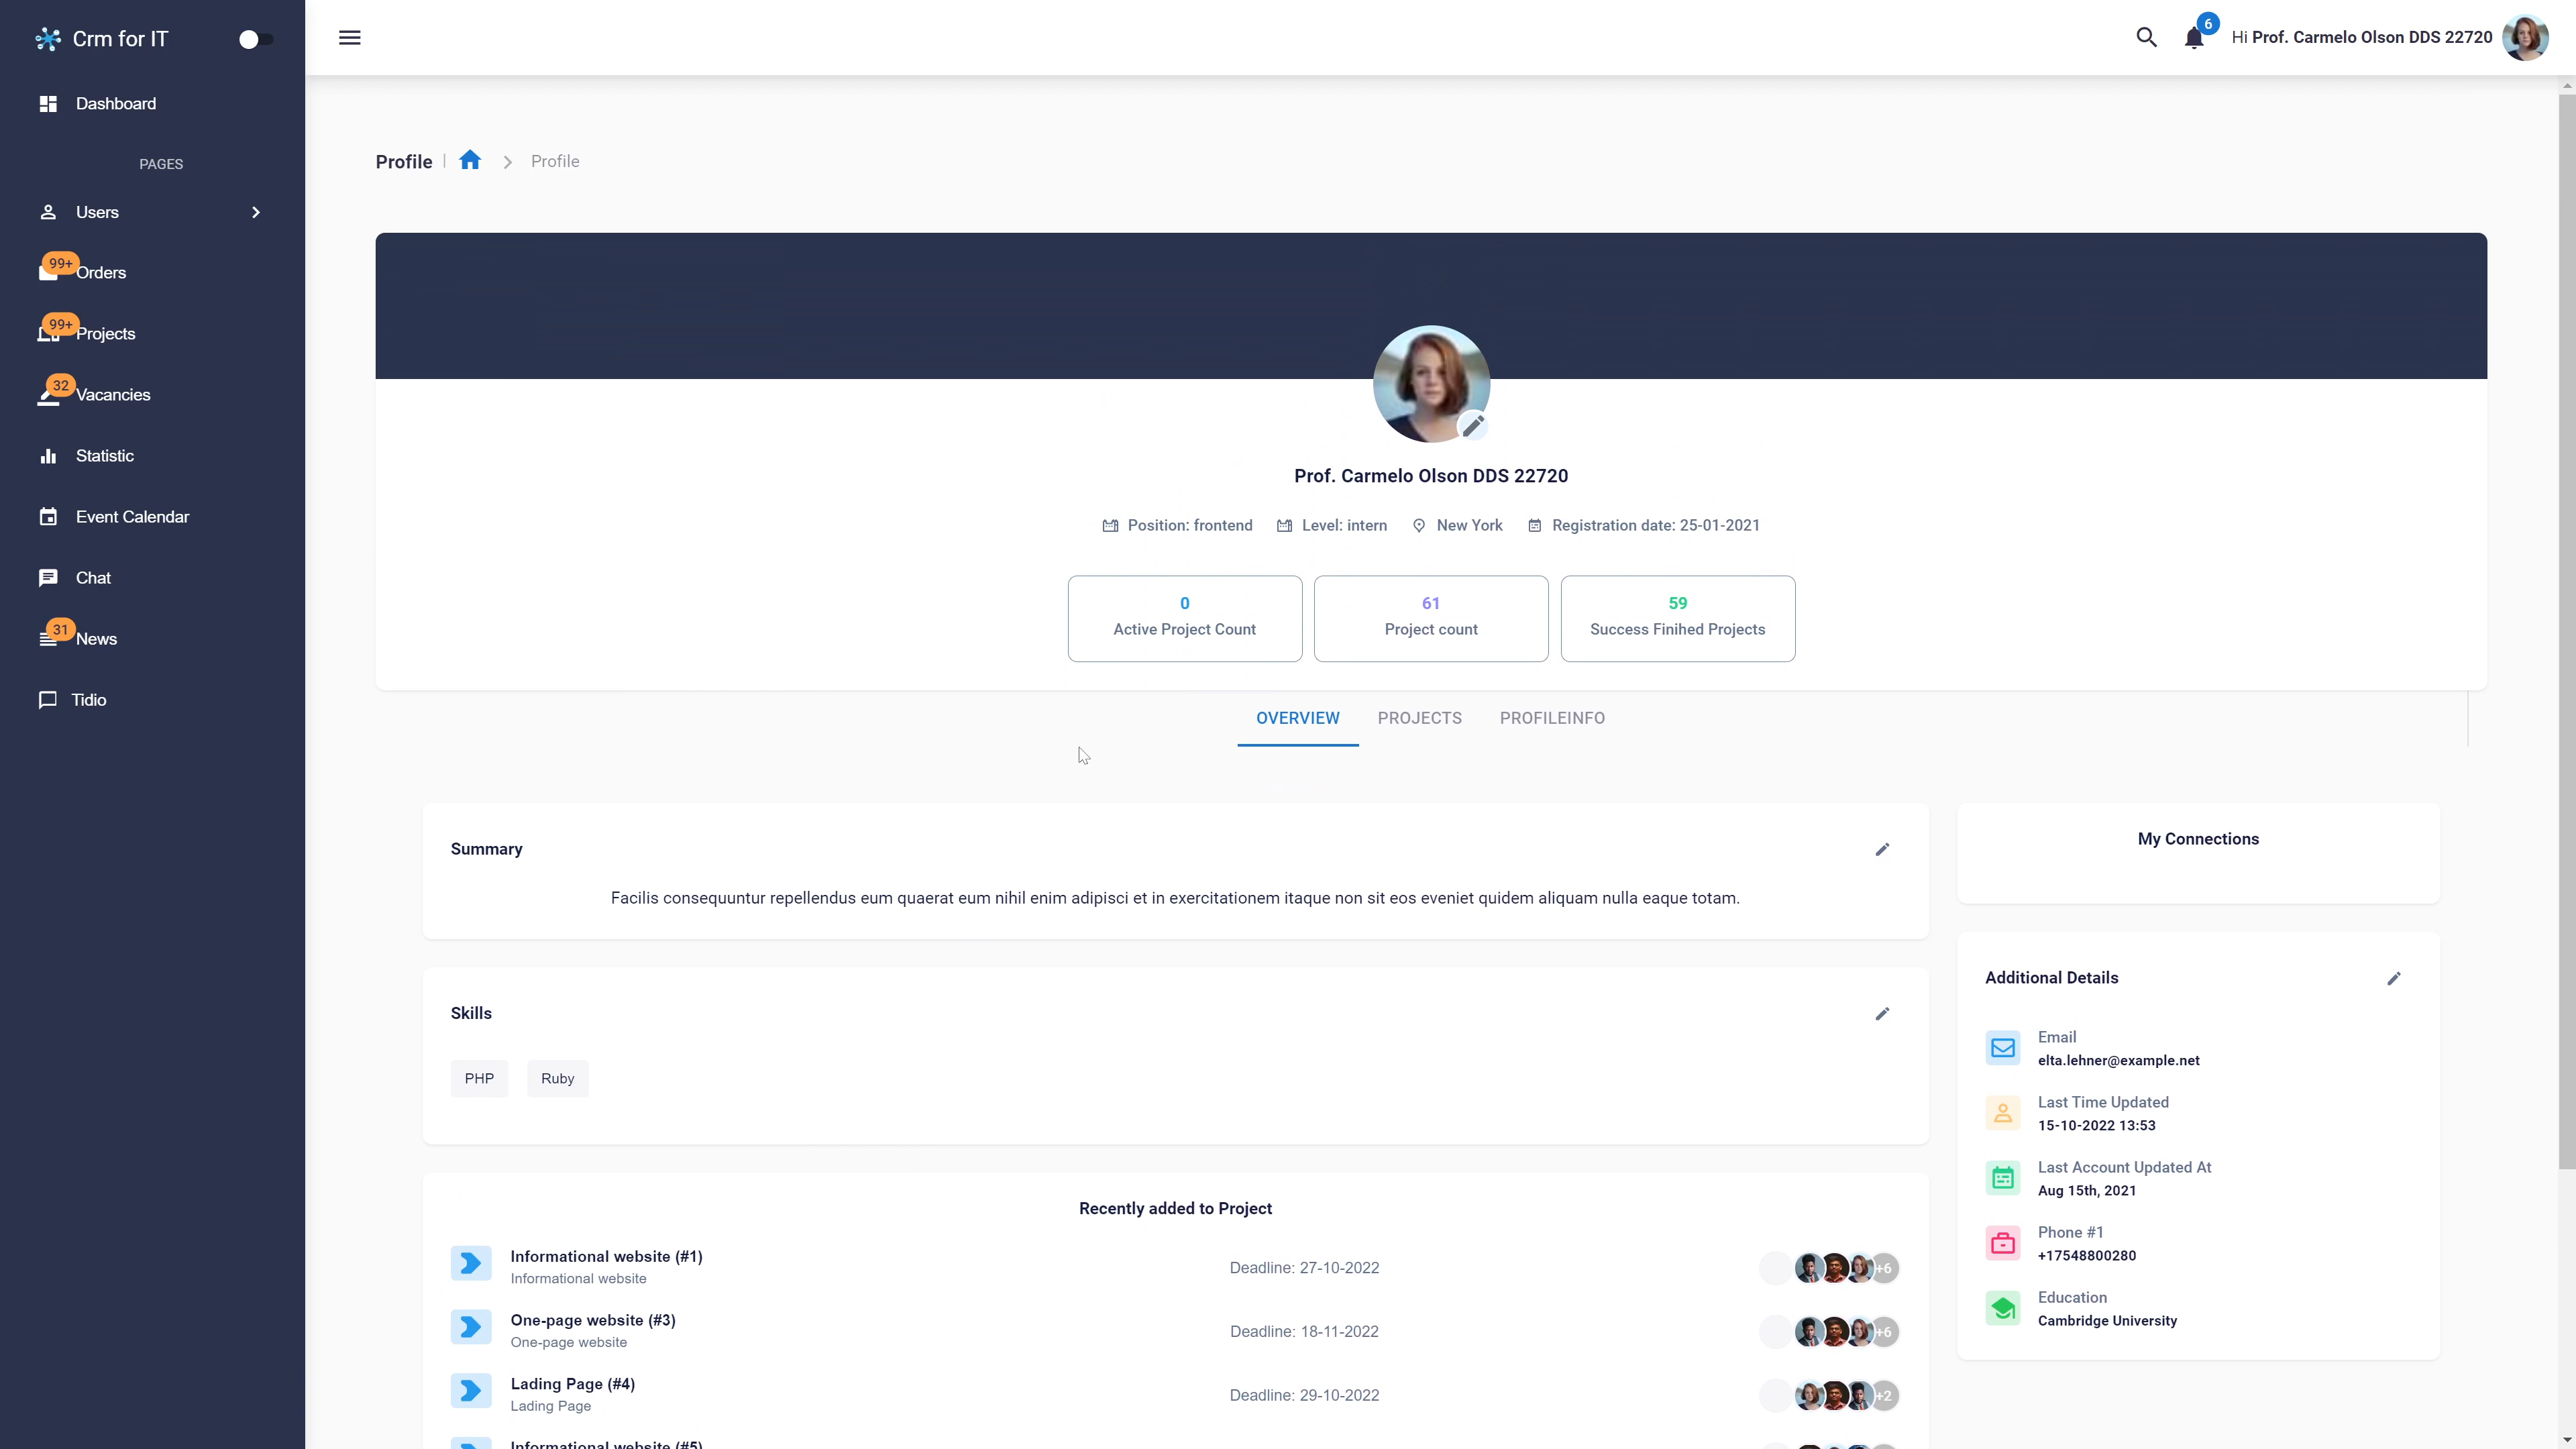 Crm for IT
6
Hi Prof. Carmelo Olson DDS 22720
Dashboard
PAGES
Users
99+
Orders
99+
Projects
32
Vacancies
Statistic
Event Calendar
Chat
31
News
Tidio
Profile
Profile
Prof. Carmelo Olson DDS 22720
Position: frontend
Level: intern
New York
Registration date: 25-01-2021
0
Active Project Count
61
Project count
59
Success Finihed Projects
OVERVIEW
PROJECTS
PROFILEINFO
Summary
Facilis consequuntur repellendus eum quaerat eum nihil enim adipisci et in exercitationem itaque non sit eos eveniet quidem aliquam nulla eaque totam.
Skills
PHP
Ruby
Recently added to Project
Informational website (#1)
Informational website
Deadline: 27-10-2022
+6
One-page website (#3)
One-page website
Deadline: 18-11-2022
+6
Lading Page (#4)
Lading Page
Deadline: 29-10-2022
+2
Informational website (#5)
My Connections
Additional Details
Email
elta.lehner@example.net
Last Time Updated
15-10-2022 13:53
Last Account Updated At
Aug 15th, 2021
Phone #1
+17548800280
Education
Cambridge University